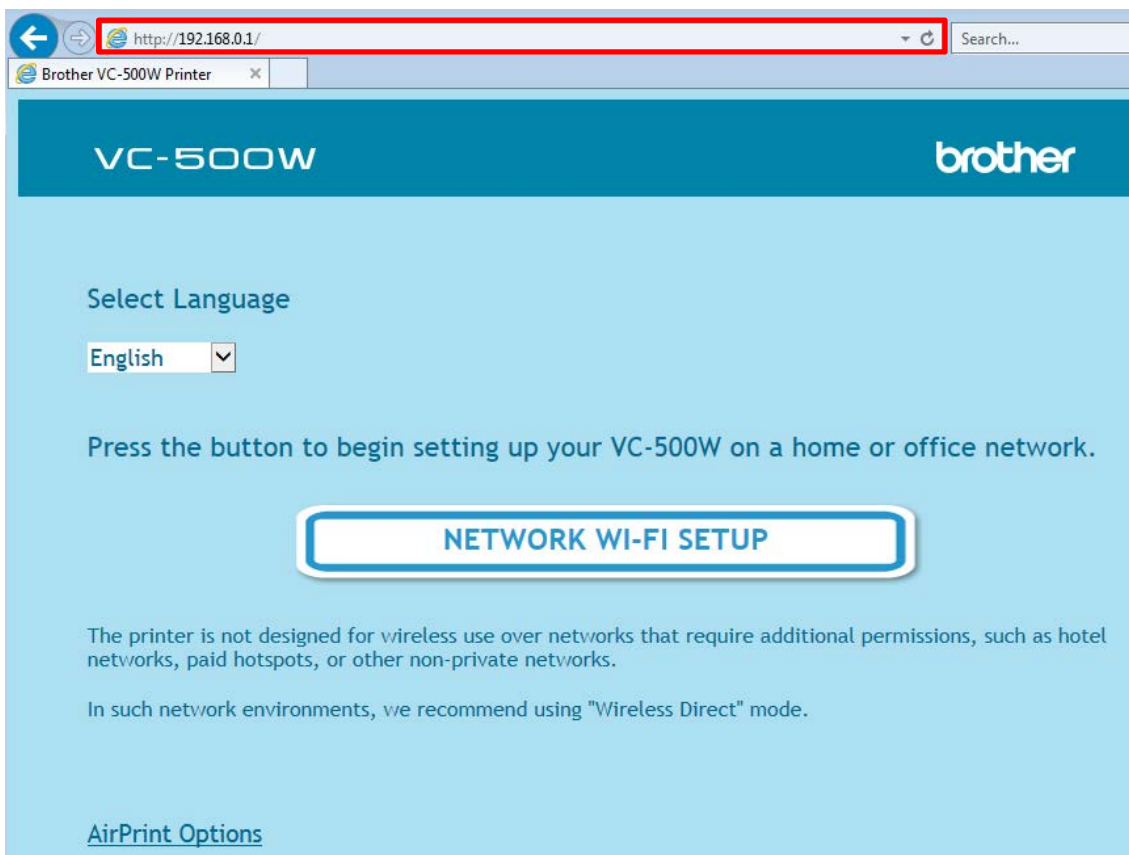 http://192.168.0.1/
Search...
Brother VC-500W Printer
VC-500W
brother
Select Language
English
Press the button to begin setting up your VC-500W on a home or office network.
NETWORK WI-FI SETUP
The printer is not designed for wireless use over networks that require additional permissions, such as hotel
networks, paid hotspots, or other non-private networks.
In such network environments, we recommend using "Wireless Direct" mode.
AirPrint Options